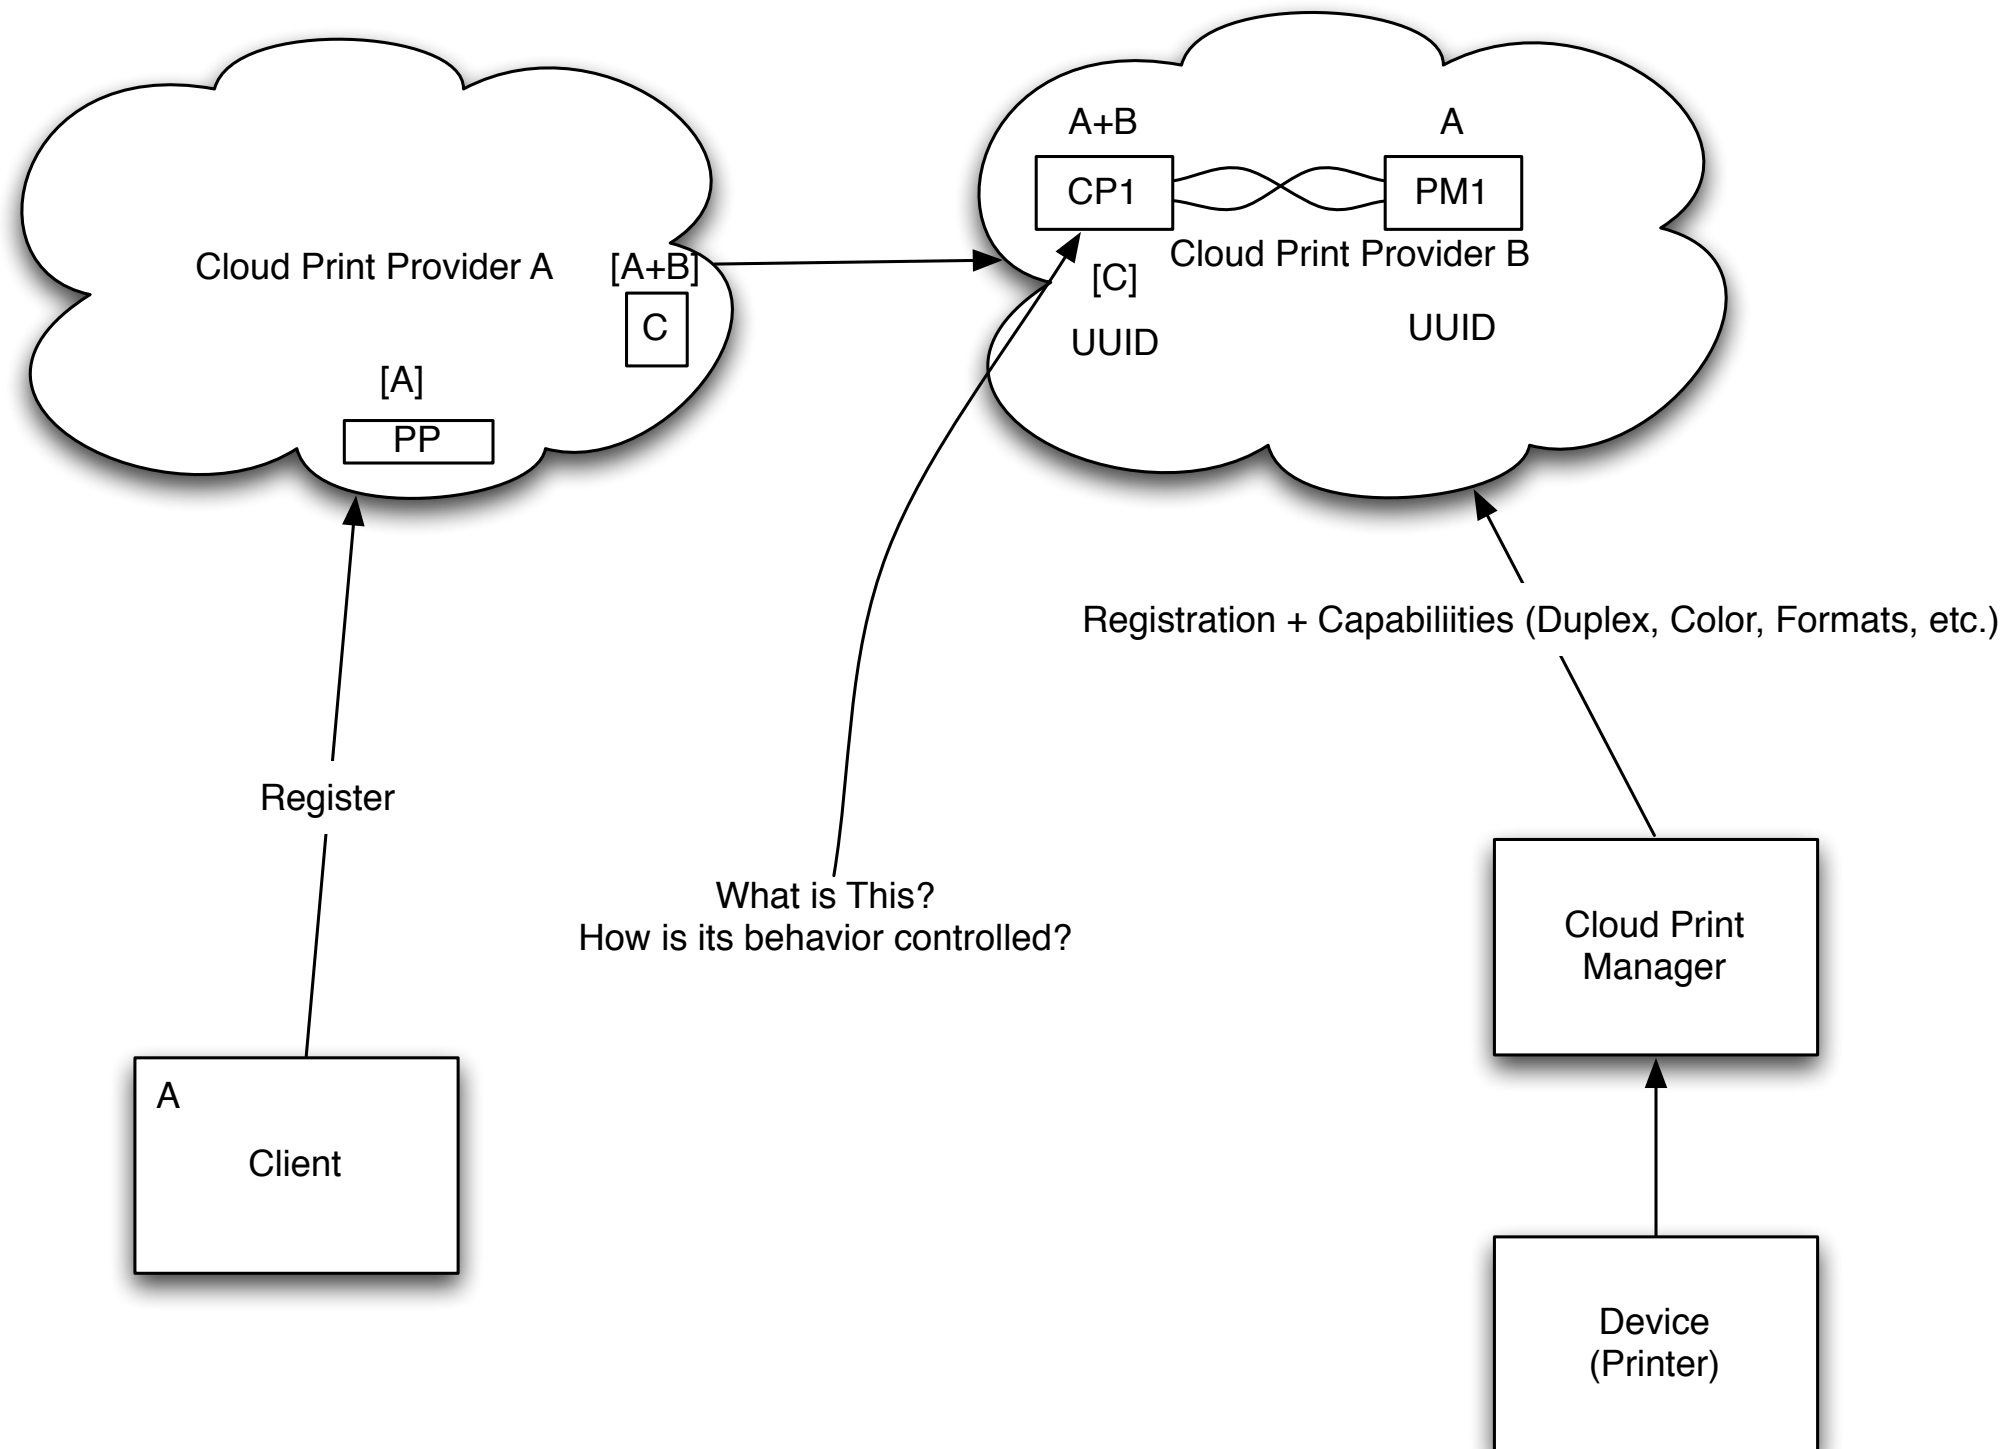 A+B
A
CP1
PM1
Cloud Print Provider A
[A+B]
Cloud Print Provider B
[C]
C
UUID
UUID
[A]
PP
Registration + Capabiliities (Duplex, Color, Formats, etc.)
Register
What is This?
How is its behavior controlled?
Cloud Print
Manager
A
Client
Device
(Printer)